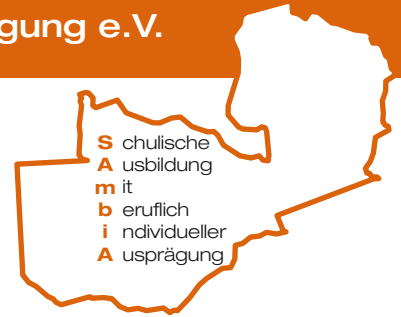 gung e.V.
S chulische
A usbildung
m it
b eruflich
i ndividueller
A usprägung